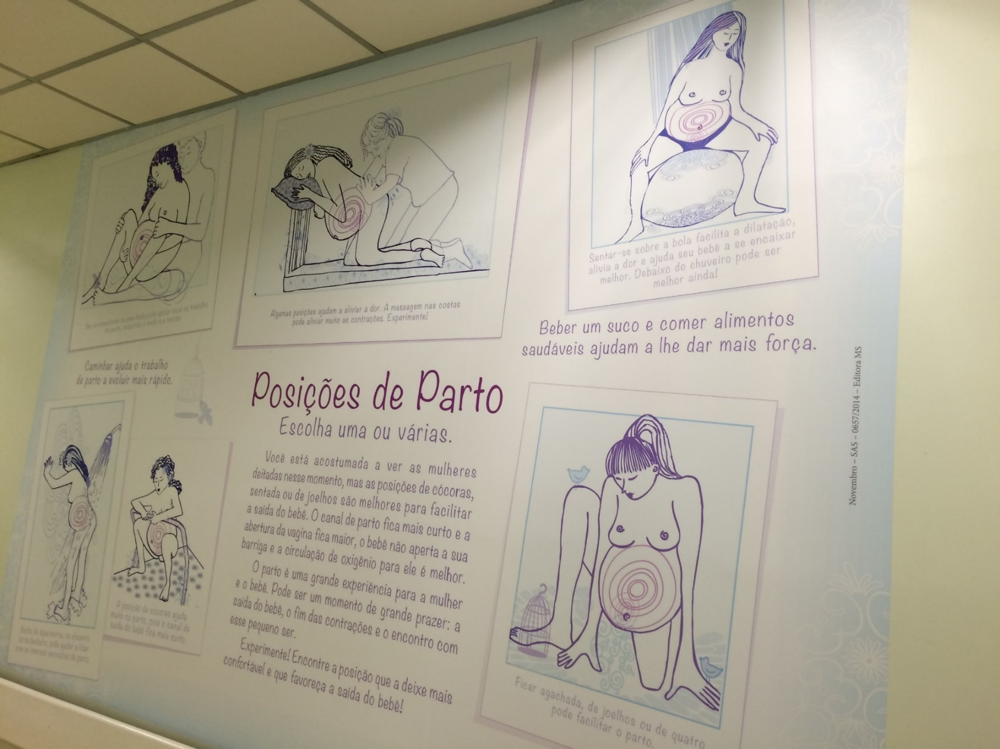 Seu acompanhante ou uma doula pode apoiar você no trabalho
de parto, reduzindo o medo e a tensão.
Algumas posições ajudam a aliviar a dor. A massagem nas costas
pode aliviar muito as contrações. Experimente!
Sentar-se sobre a bola facilita a dilatação,
alivia a dor e ajuda seu bebê a se encaixar
melhor. Debaixo do chuveiro pode ser
melhor ainda!
Caminhar ajuda o trabalho
de parto a evoluir mais rápido.
Beber um suco e comer alimentos
saudáveis ajudam a lhe dar mais força.
Posições de Parto
Escolha uma ou várias.
Você está acostumada a ver as mulheres
deitadas nesse momento, mas as posições de cócoras,
sentada ou de joelhos são melhores para facilitar
a saída do bebê. O canal de parto fica mais curto e a
abertura da vagina fica maior, o bebê não aperta a sua
barriga e a circulação de oxigênio para ele é melhor.
O parto é uma grande experiência para a mulher
e o bebê. Pode ser um momento de grande prazer: a
saída do bebê, o fim das contrações e o encontro com
esse pequeno ser.
Experimente! Encontre a posição que a deixe mais
confortável e que favoreça a saída do bebê!
Banho de água morna, no chuveiro
ou na banheira, pode ajudar a lidar
com as intensas sensações do parto
A posição de cócoras ajuda
muito no parto, pois o canal de
saída do bebê fica mais curto.
Ficar agachada, de joelhos ou de quatro
pode facilitar o parto.
Novembro – SAS – 0657/2014 – Editora MS